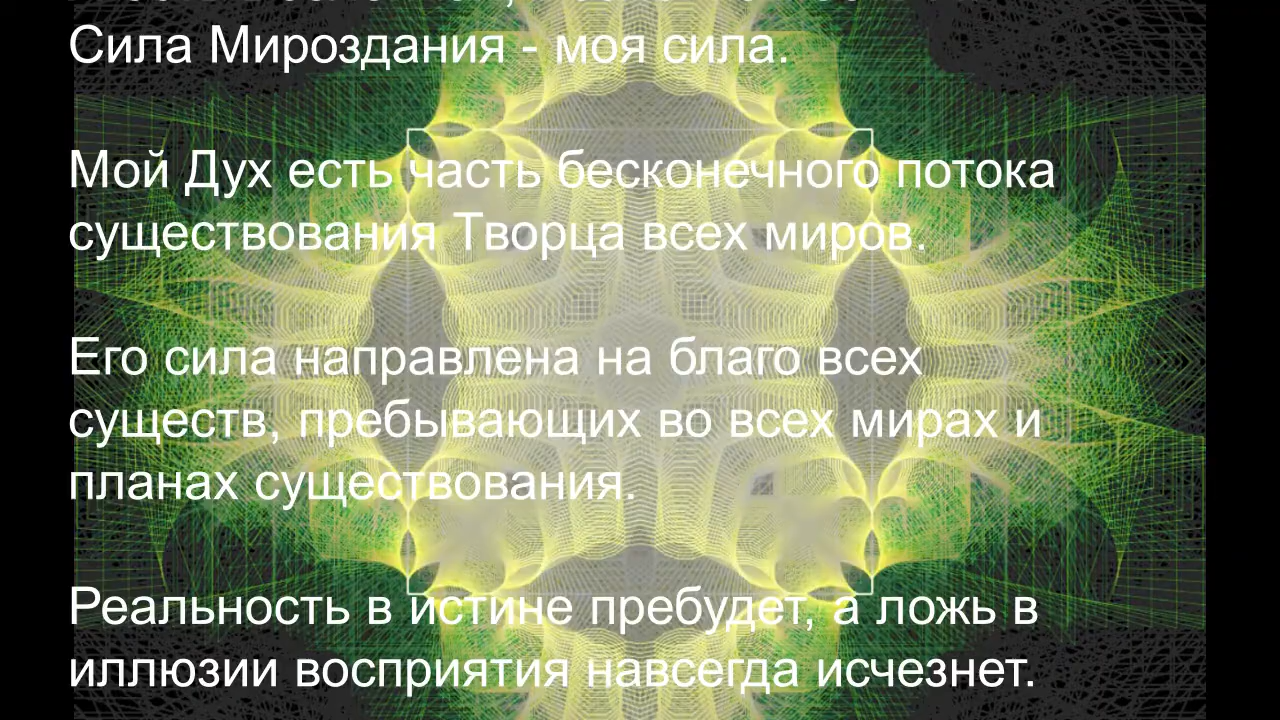 Сила Мироздания - моя сила.
Мой Дух есть часть бесконечного потока
существования Творца всех миров.
Его сила направлена на благо всех
существ, пребывающих во всех мирах и
планах существования.
Реальность в истине пребудет, а ложь в
иллюзии восприятия навсегда исчезнет.